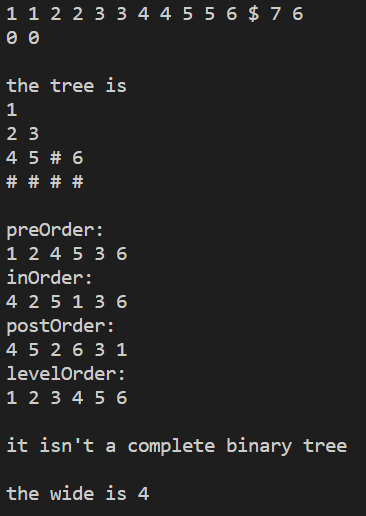 1 1 2 2 3 3 4 4 5 5 6 $ 7 6
0 0
the tree is
1
2 3
4 5 # 6
# # # #
preOrder:
1 2 4 5 3 6
inOrder:
4 2 5 1 3 6
postOrder:
4 5 2 6 3 1
levelOrder:
1 2 3 4 5 6
it isn't a complete binary tree
the wide is 4